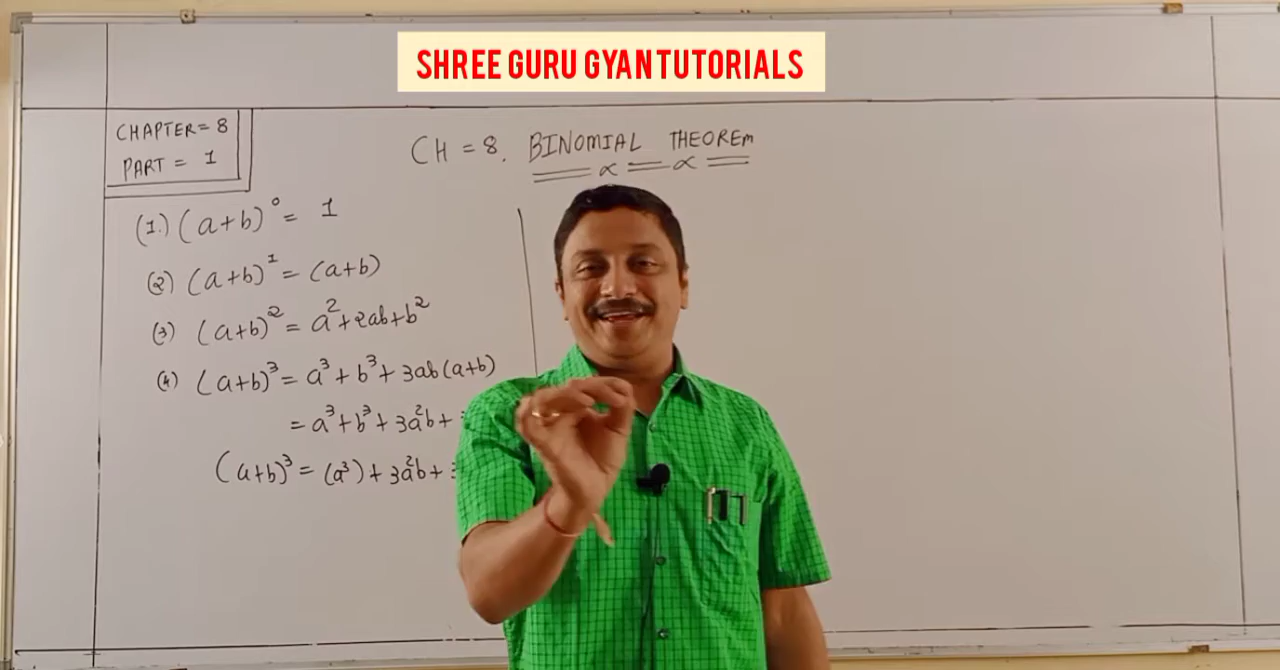 SHREE GURU GYAN TUTORIALS
CHAPTER = 8
PART = 1
CH = 8. BINOMIAL THEOREM
(1.) (a+b)⁰ = 1
(2) (a+b)¹ = (a+b)
(3) (a+b)² = a² + 2ab + b²
(4) (a+b)³ = a³ + b³ + 3ab(a+b)
= a³ + b³ + 3a²b +
(a+b)³ = (a³) + 3a²b +